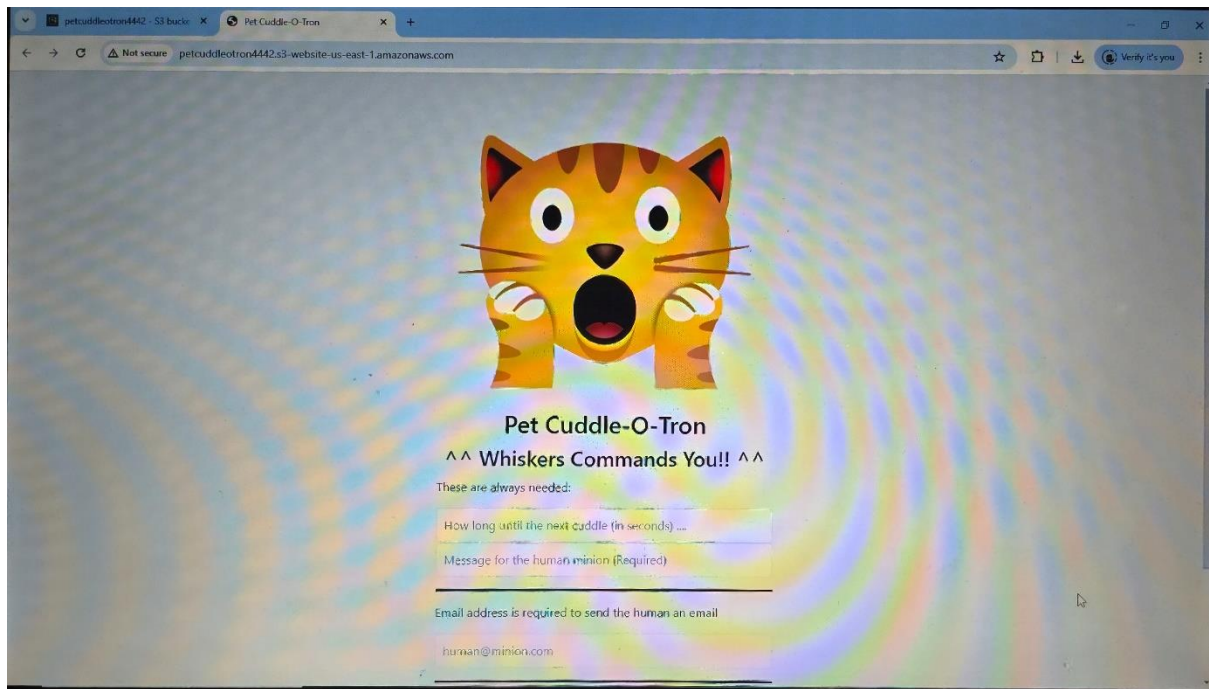 petcuddleotron4442 - S3 bucke
Pet Cuddle-O-Tron
Not secure petcuddleotron4442.s3-website-us-east-1.amazonaws.com
Verify it's you
Pet Cuddle-O-Tron
^^ Whiskers Commands You!! ^^
These are always needed:
How long until the next cuddle (in seconds) ....
Message for the human minion (Required)
Email address is required to send the human an email
human@minion.com